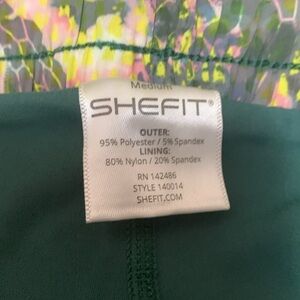 Medium
SHEFIT®
OUTER:
95% Polyester / 5% Spandex
LINING:
80% Nylon / 20% Spandex
RN 142486
STYLE 140014
SHEFIT.COM